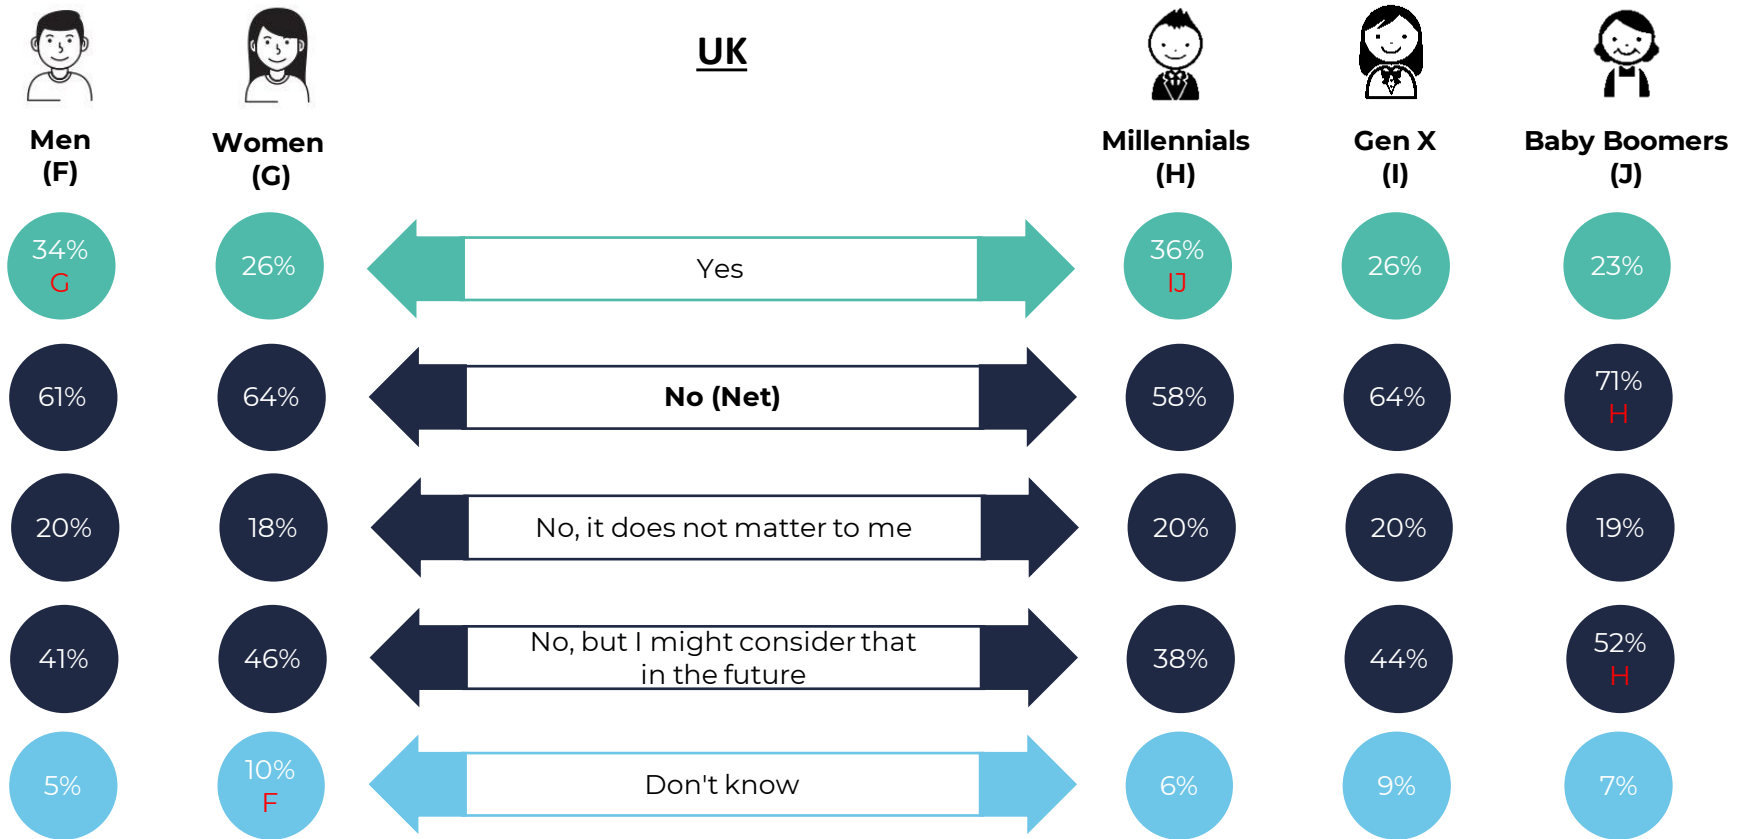 UK
Men
(F)
Women
(G)
Millennials
(H)
Gen X
(I)
Baby Boomers
(J)
34%
G
26%
Yes
36%
IJ
26%
23%
61%
64%
No (Net)
58%
64%
71%
H
20%
18%
No, it does not matter to me
20%
20%
19%
41%
46%
No, but I might consider that
in the future
38%
44%
52%
H
5%
10%
F
Don't know
6%
9%
7%